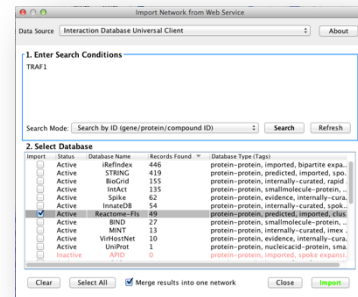 Import Network from Web Service
Data Source Interaction Database Universal Client About
1. Enter Search Conditions
TRAF1
Search Mode: Search by ID (gene/protein/compound ID) Search Refresh
2. Select Database
Import Status Database Name Records Found Database Type (Tags)
Active iRefIndex 446 protein-protein, imported, bipartite expa...
Active STRING 419 protein-protein, predicted, imported, spo...
Active BioGrid 155 protein-protein, internally-curated, rapid
Active IntAct 135 protein-protein, smallmolecule-protein, ...
Active Spike 62 protein-protein, evidence, internally-cura...
Active InnateDB 54 protein-protein, internally-curated, spok...
Active Reactome-FIs 49 protein-protein, predicted, imported, clus...
Active BIND 27 protein-protein, smallmolecule-protein, ...
Active MINT 13 protein-protein, internally-curated, imex
Active VirHostNet 10 protein-protein, evidence, internally-cura...
Active UniProt 1 protein-protein, nucleicacid-protein, sma...
Inactive APID 0 protein-protein, imported, spoke expansi...
Clear Select All Merge results into one network Close Import